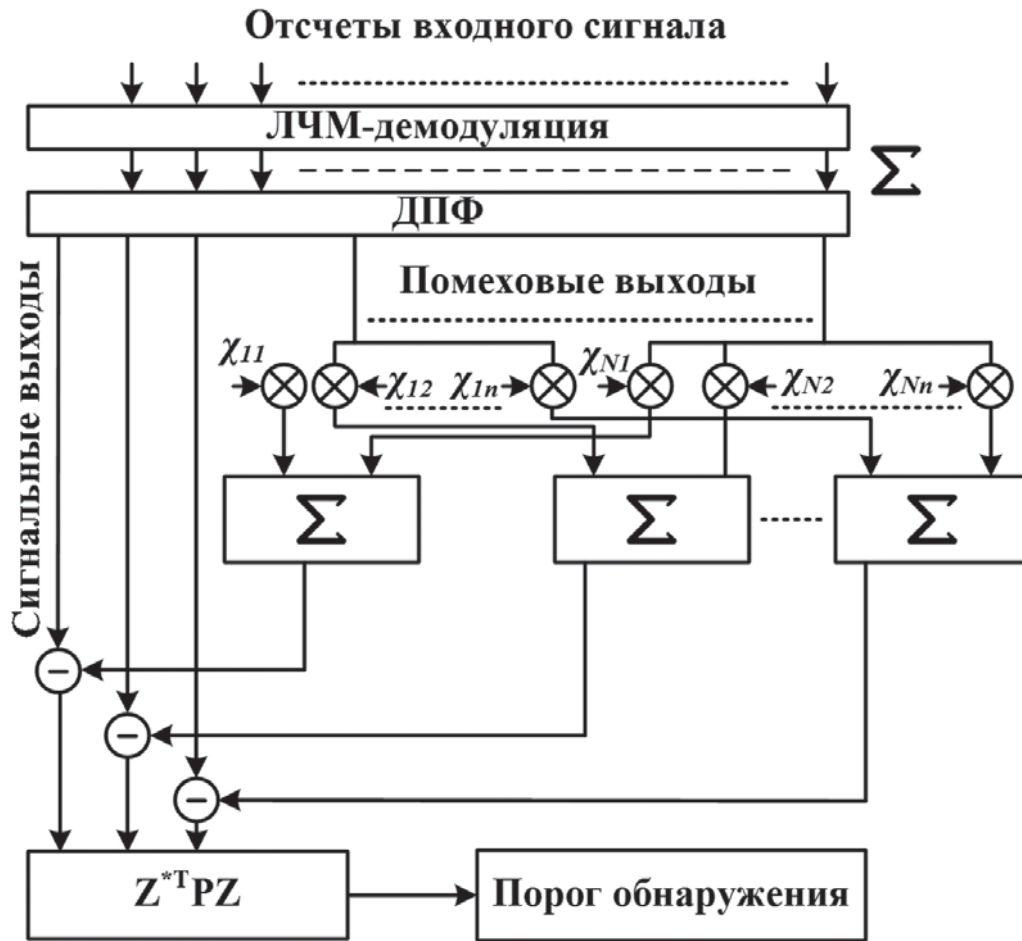 Отсчеты входного сигнала
ЛЧМ-демодуляция
Σ
ДПФ
Сигнальные выходы
Помеховые выходы
χ11
χ12
χ1n
χN1
χN2
χNn
Σ
Σ
Σ
−
−
−
Z*TPZ
Порог обнаружения